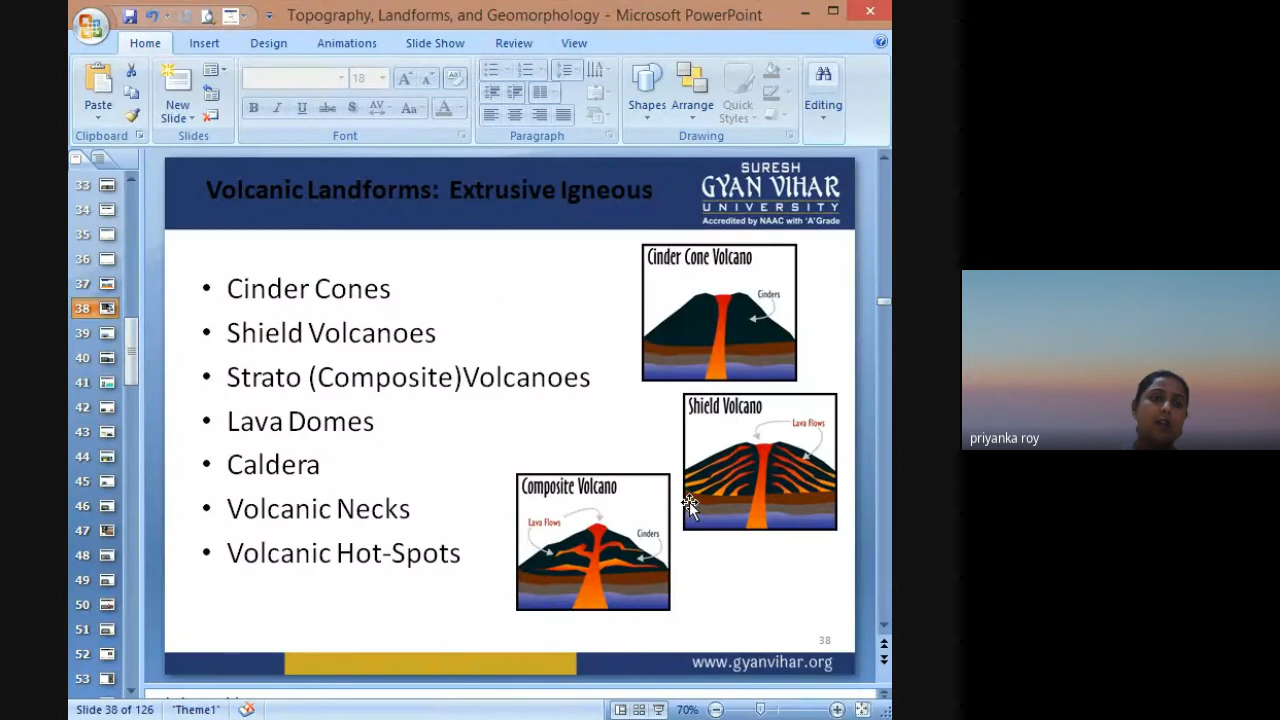 Topography, Landforms, and Geomorphology - Microsoft PowerPoint
Home Insert Design Animations Slide Show Review View
18
Paste
New
Slide
B I U abc S AV Aa A
Shapes Arrange Quick
Styles
Editing
Clipboard Slides Font Paragraph Drawing
33
34
35
36
37
38
39
40
41
42
43
44
45
46
47
48
49
50
51
52
53
Volcanic Landforms: Extrusive Igneous
SURESH
GYAN VIHAR
UNIVERSITY
Accredited by NAAC with 'A' Grade
• Cinder Cones
• Shield Volcanoes
• Strato (Composite)Volcanoes
• Lava Domes
• Caldera
• Volcanic Necks
• Volcanic Hot-Spots
Cinder Cone Volcano
Cinders
Shield Volcano
Lava Flows
Composite Volcano
Lava Flows
Cinders
38
www.gyanvihar.org
priyanka roy
Slide 38 of 126 "Theme1" 70%